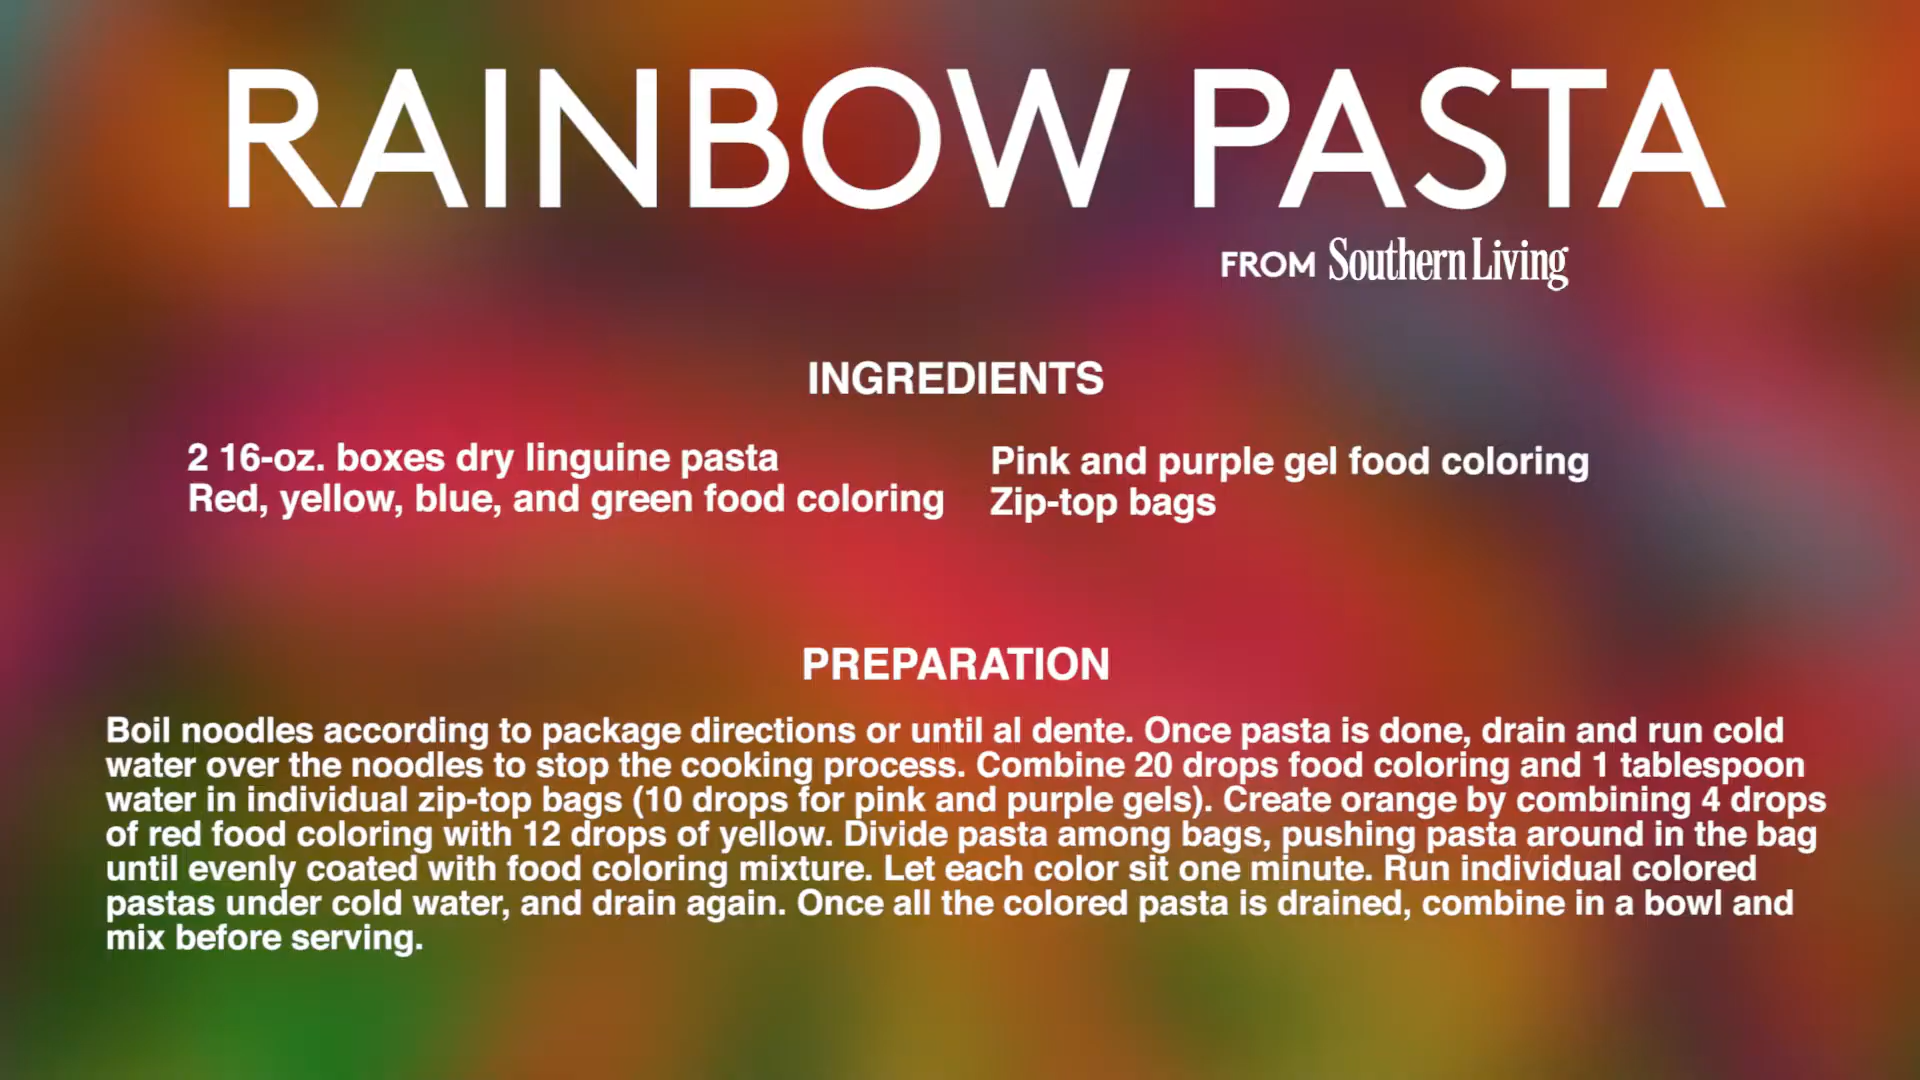 RAINBOW PASTA
FROM Southern Living
INGREDIENTS
2 16-oz. boxes dry linguine pasta
Red, yellow, blue, and green food coloring
Pink and purple gel food coloring
Zip-top bags
PREPARATION
Boil noodles according to package directions or until al dente. Once pasta is done, drain and run cold
water over the noodles to stop the cooking process. Combine 20 drops food coloring and 1 tablespoon
water in individual zip-top bags (10 drops for pink and purple gels). Create orange by combining 4 drops
of red food coloring with 12 drops of yellow. Divide pasta among bags, pushing pasta around in the bag
until evenly coated with food coloring mixture. Let each color sit one minute. Run individual colored
pastas under cold water, and drain again. Once all the colored pasta is drained, combine in a bowl and
mix before serving.